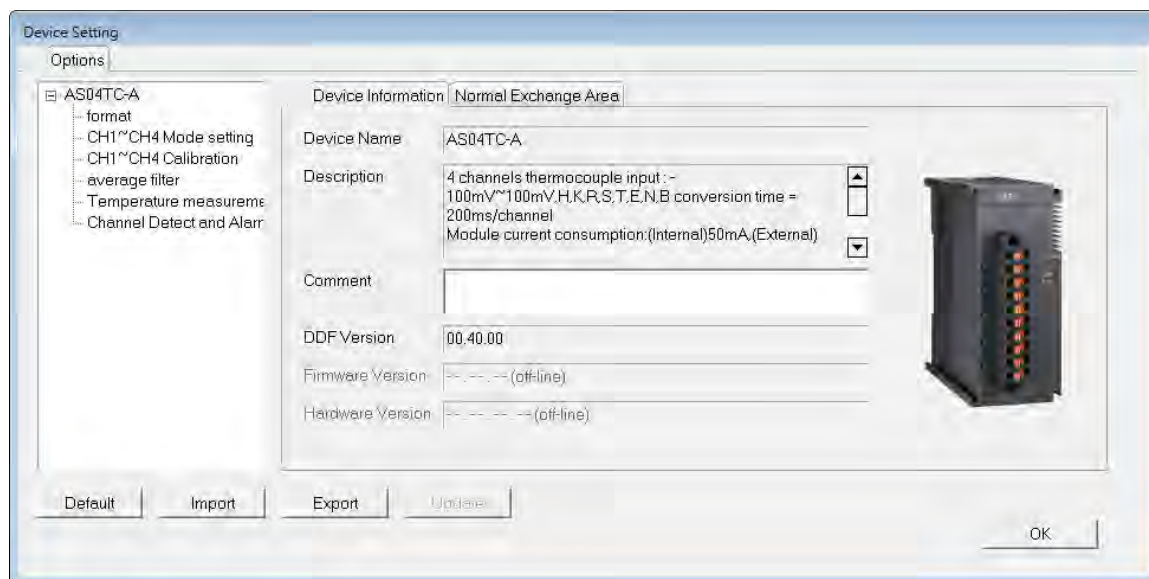 Device Setting
Options
AS04TC-A
format
CH1~CH4 Mode setting
CH1~CH4 Calibration
average filter
Temperature measureme
Channel Detect and Alarr
Device Information Normal Exchange Area
Device Name AS04TC-A
Description 4 channels thermocouple input : -
100mV~100mV,H,K,R,S,T,E,N,B conversion time =
200ms/channel
Module current consumption:(Internal)50mA,(External)
Comment
DDF Version 00.40.00
Firmware Version --.--.--(off-line)
Hardware Version --.--.--.--(off-line)
Default Import Export Update
OK